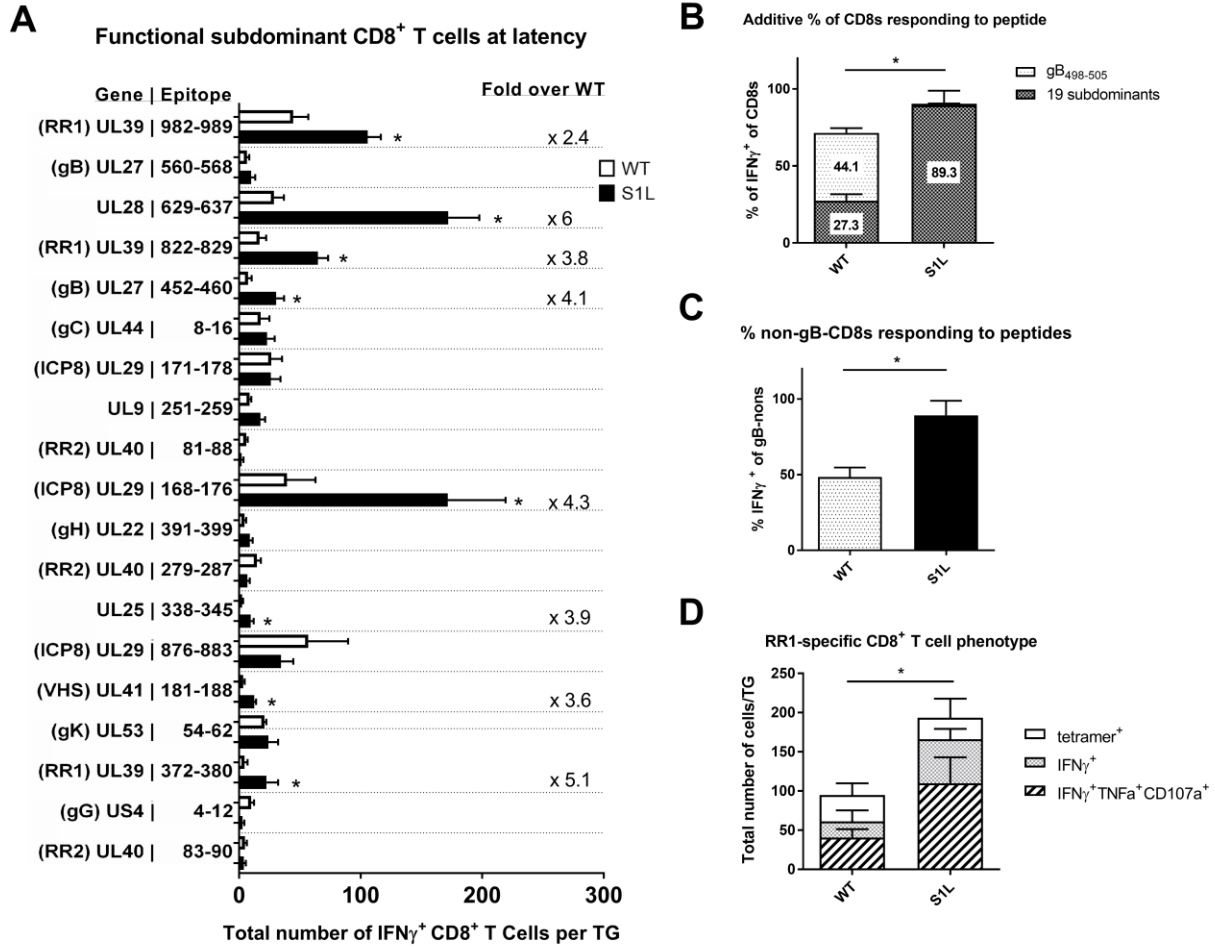 A
Functional subdominant CD8+ T cells at latency
Gene | Epitope
Fold over WT
(RR1) UL39 | 982-989
* x 2.4
(gB) UL27 | 560-568
WT
S1L
UL28 | 629-637
* x 6
(RR1) UL39 | 822-829
* x 3.8
(gB) UL27 | 452-460
* x 4.1
(gC) UL44 | 8-16
(ICP8) UL29 | 171-178
UL9 | 251-259
(RR2) UL40 | 81-88
(ICP8) UL29 | 168-176
* x 4.3
(gH) UL22 | 391-399
(RR2) UL40 | 279-287
UL25 | 338-345
* x 3.9
(ICP8) UL29 | 876-883
(VHS) UL41 | 181-188
* x 3.6
(gK) UL53 | 54-62
(RR1) UL39 | 372-380
* x 5.1
(gG) US4 | 4-12
(RR2) UL40 | 83-90
0 100 200 300
Total number of IFNγ+ CD8+ T Cells per TG
B
Additive % of CD8s responding to peptide
% of IFNγ+ of CD8s
100
50
0
*
44.1
27.3
89.3
WT S1L
gB498-505
19 subdominants
C
% non-gB-CD8s responding to peptides
% IFNγ+ of gB-nons
100
50
0
*
WT S1L
D
RR1-specific CD8+ T cell phenotype
Total number of cells/TG
250
200
150
100
50
0
*
WT S1L
tetramer+
IFNγ+
IFNγ+TNFa+CD107a+